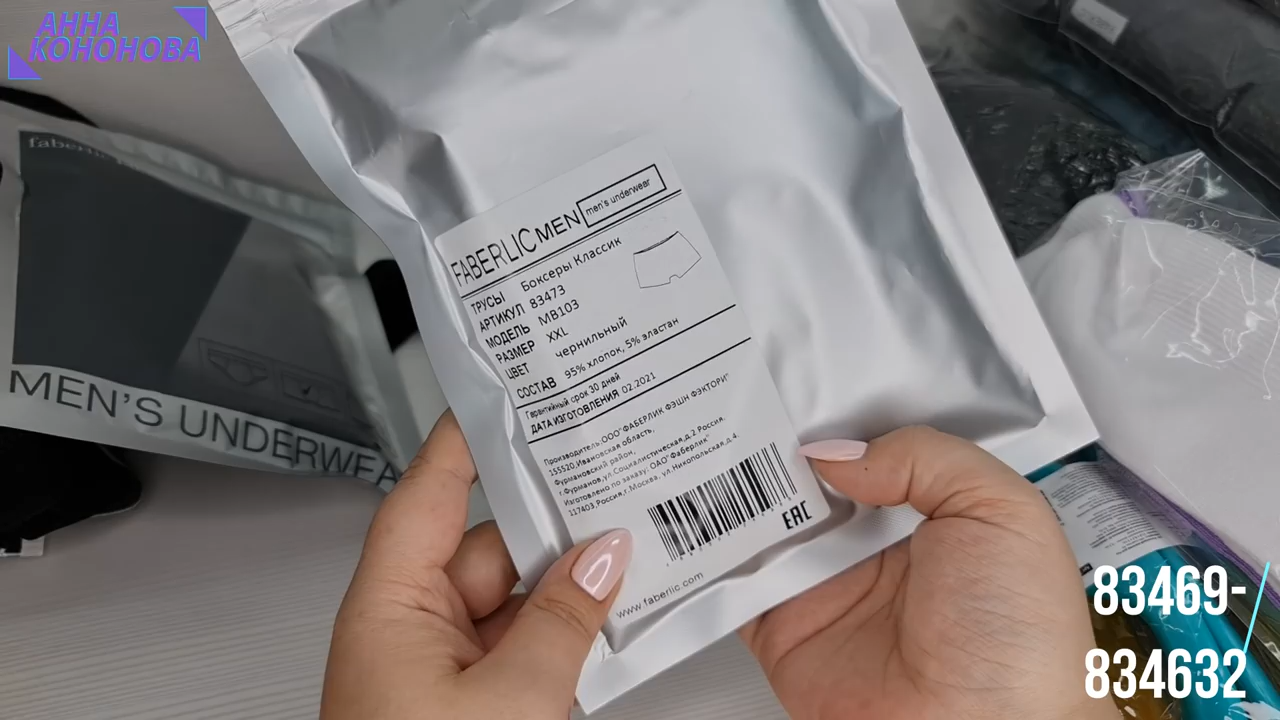 АННА
КОНОНОВА
faberlic
MEN'S UNDERWEA
FABERLIC MEN men's underwear
ТРУСЫ Боксеры Классик
АРТИКУЛ 83473
МОДЕЛЬ MB103
РАЗМЕР XXL
ЦВЕТ чернильный
СОСТАВ 95% хлопок, 5% эластан
Гарантийный срок 30 дней
ДАТА ИЗГОТОВЛЕНИЯ 02.2021
Производитель:ООО"ФАБЕРЛИК ФЭШН ФЭКТОРИ"
155520,Ивановская область,
Фурмановский район,
г.Фурманов,ул.Социалистическая,д.2,Россия.
Изготовлено по заказу: ОАО"Фаберлик"
117403,Россия,г.Москва, ул.Никопольская,д.4.
EAC
www.faberlic.com
83469-
834632